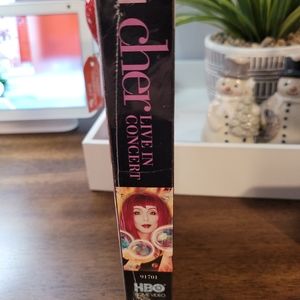 cher
LIVE IN
CONCERT
91701
HBO
HOME VIDEO